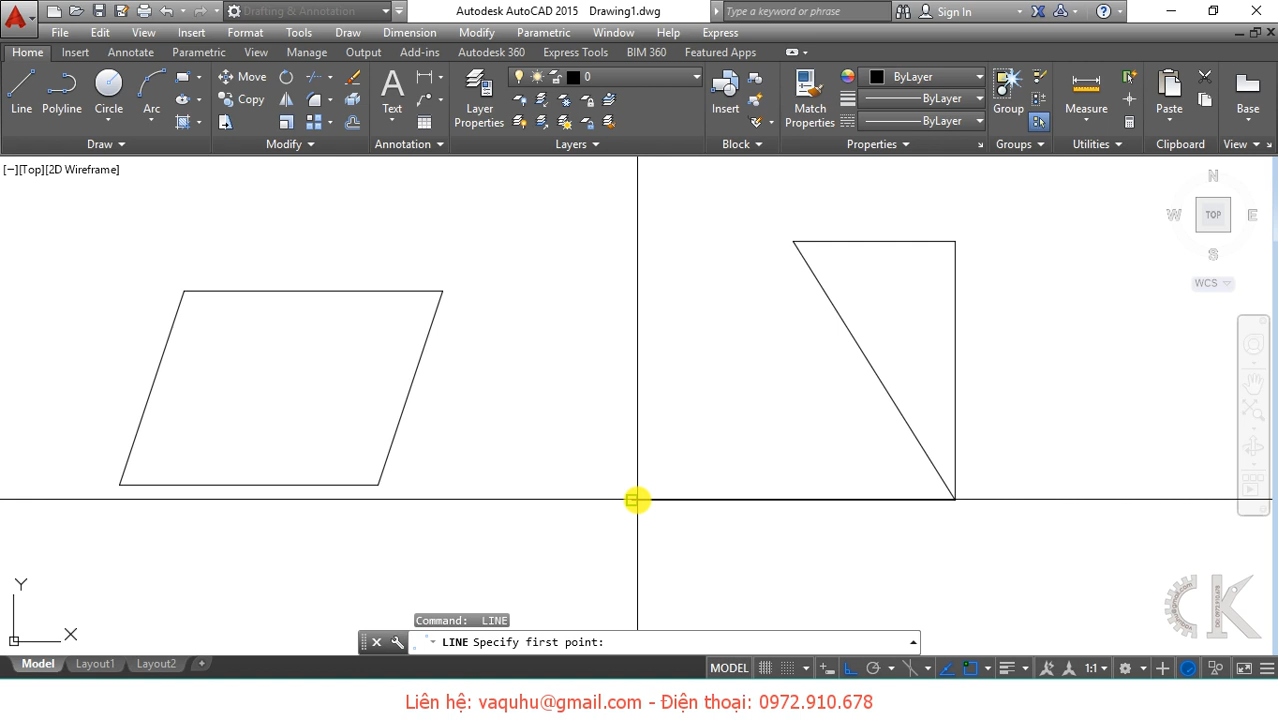 Drafting & Annotation
Autodesk AutoCAD 2015 Drawing1.dwg
Type a keyword or phrase
Sign In
File Edit View Insert Format Tools Draw Dimension Modify Parametric Window Help Express
Home Insert Annotation Parametric View Manage Output Add-ins Autodesk 360 Express Tools BIM 360 Featured Apps
Line Polyline Circle Arc
Move
Copy
Text
Layer
Properties
0
Insert
Match
Properties
ByLayer
ByLayer
ByLayer
Group
Measure
Paste
Base
Draw Modify Annotation Layers Block Properties Groups Utilities Clipboard View
[−][Top][2D Wireframe]
N
W TOP E
S
WCS
Y
X
Command: LINE
LINE Specify first point:
Model Layout1 Layout2 +
MODEL
1:1
Liên hệ: vaquhu@gmail.com - Điện thoại: 0972.910.678